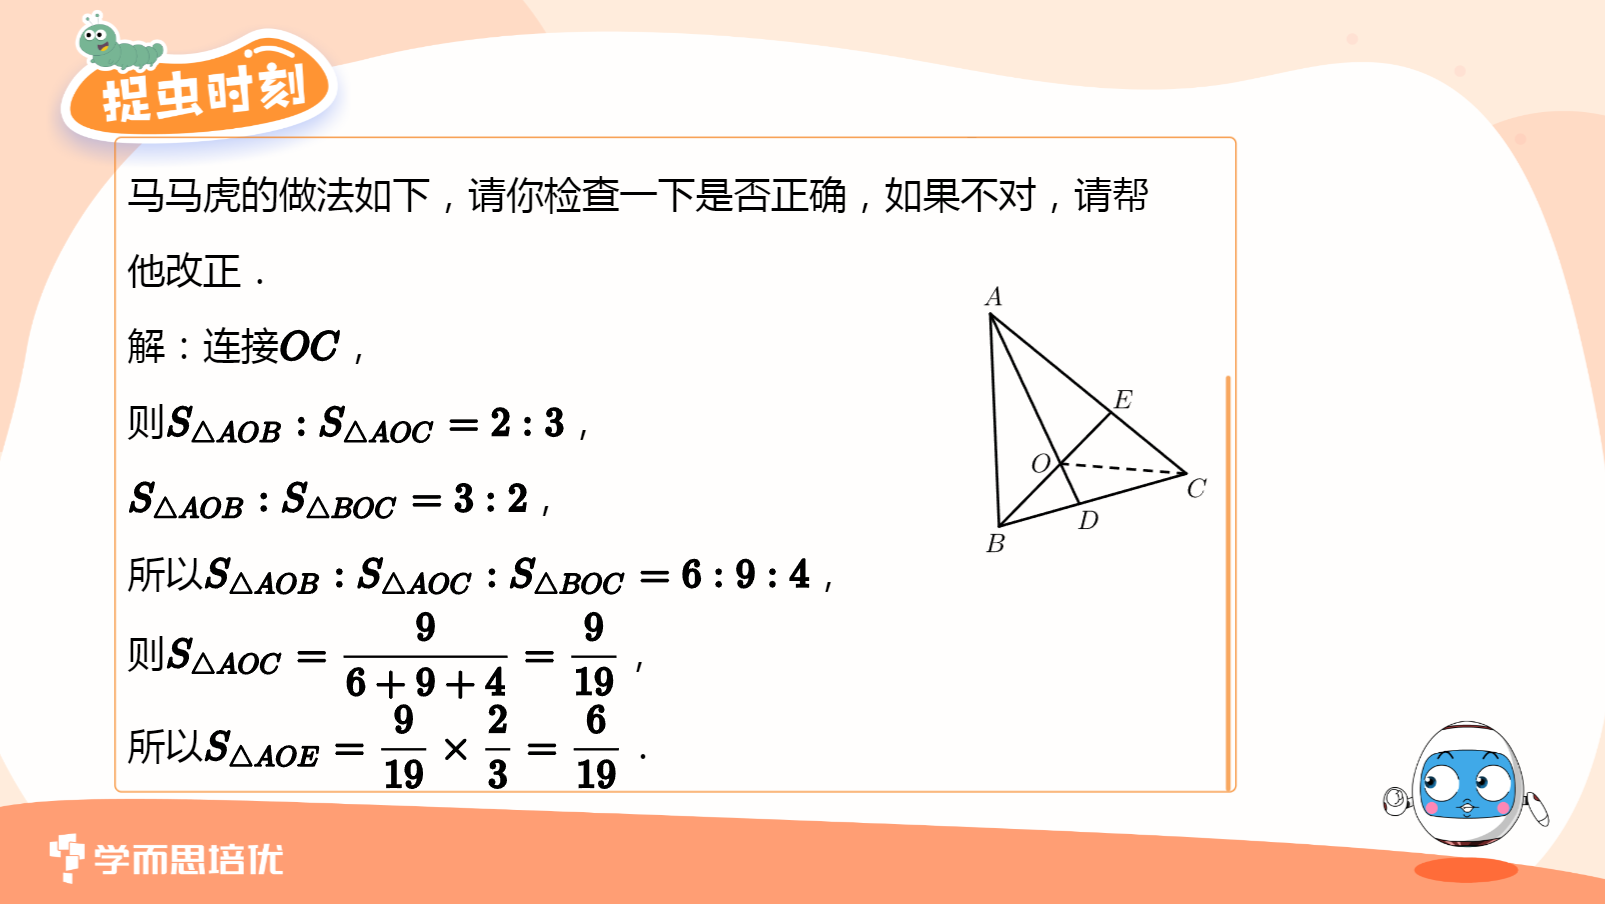 捉虫时刻
马马虎的做法如下，请你检查一下是否正确，如果不对，请帮
他改正．
解：连接OC，
则S△AOB : S△AOC = 2 : 3，
S△AOB : S△BOC = 3 : 2，
所以S△AOB : S△AOC : S△BOC = 6 : 9 : 4，
则S△AOC = 9/(6 + 9 + 4) = 9/19，
所以S△AOE = 9/19 × 2/3 = 6/19．
A
E
O
C
D
B
学而思培优